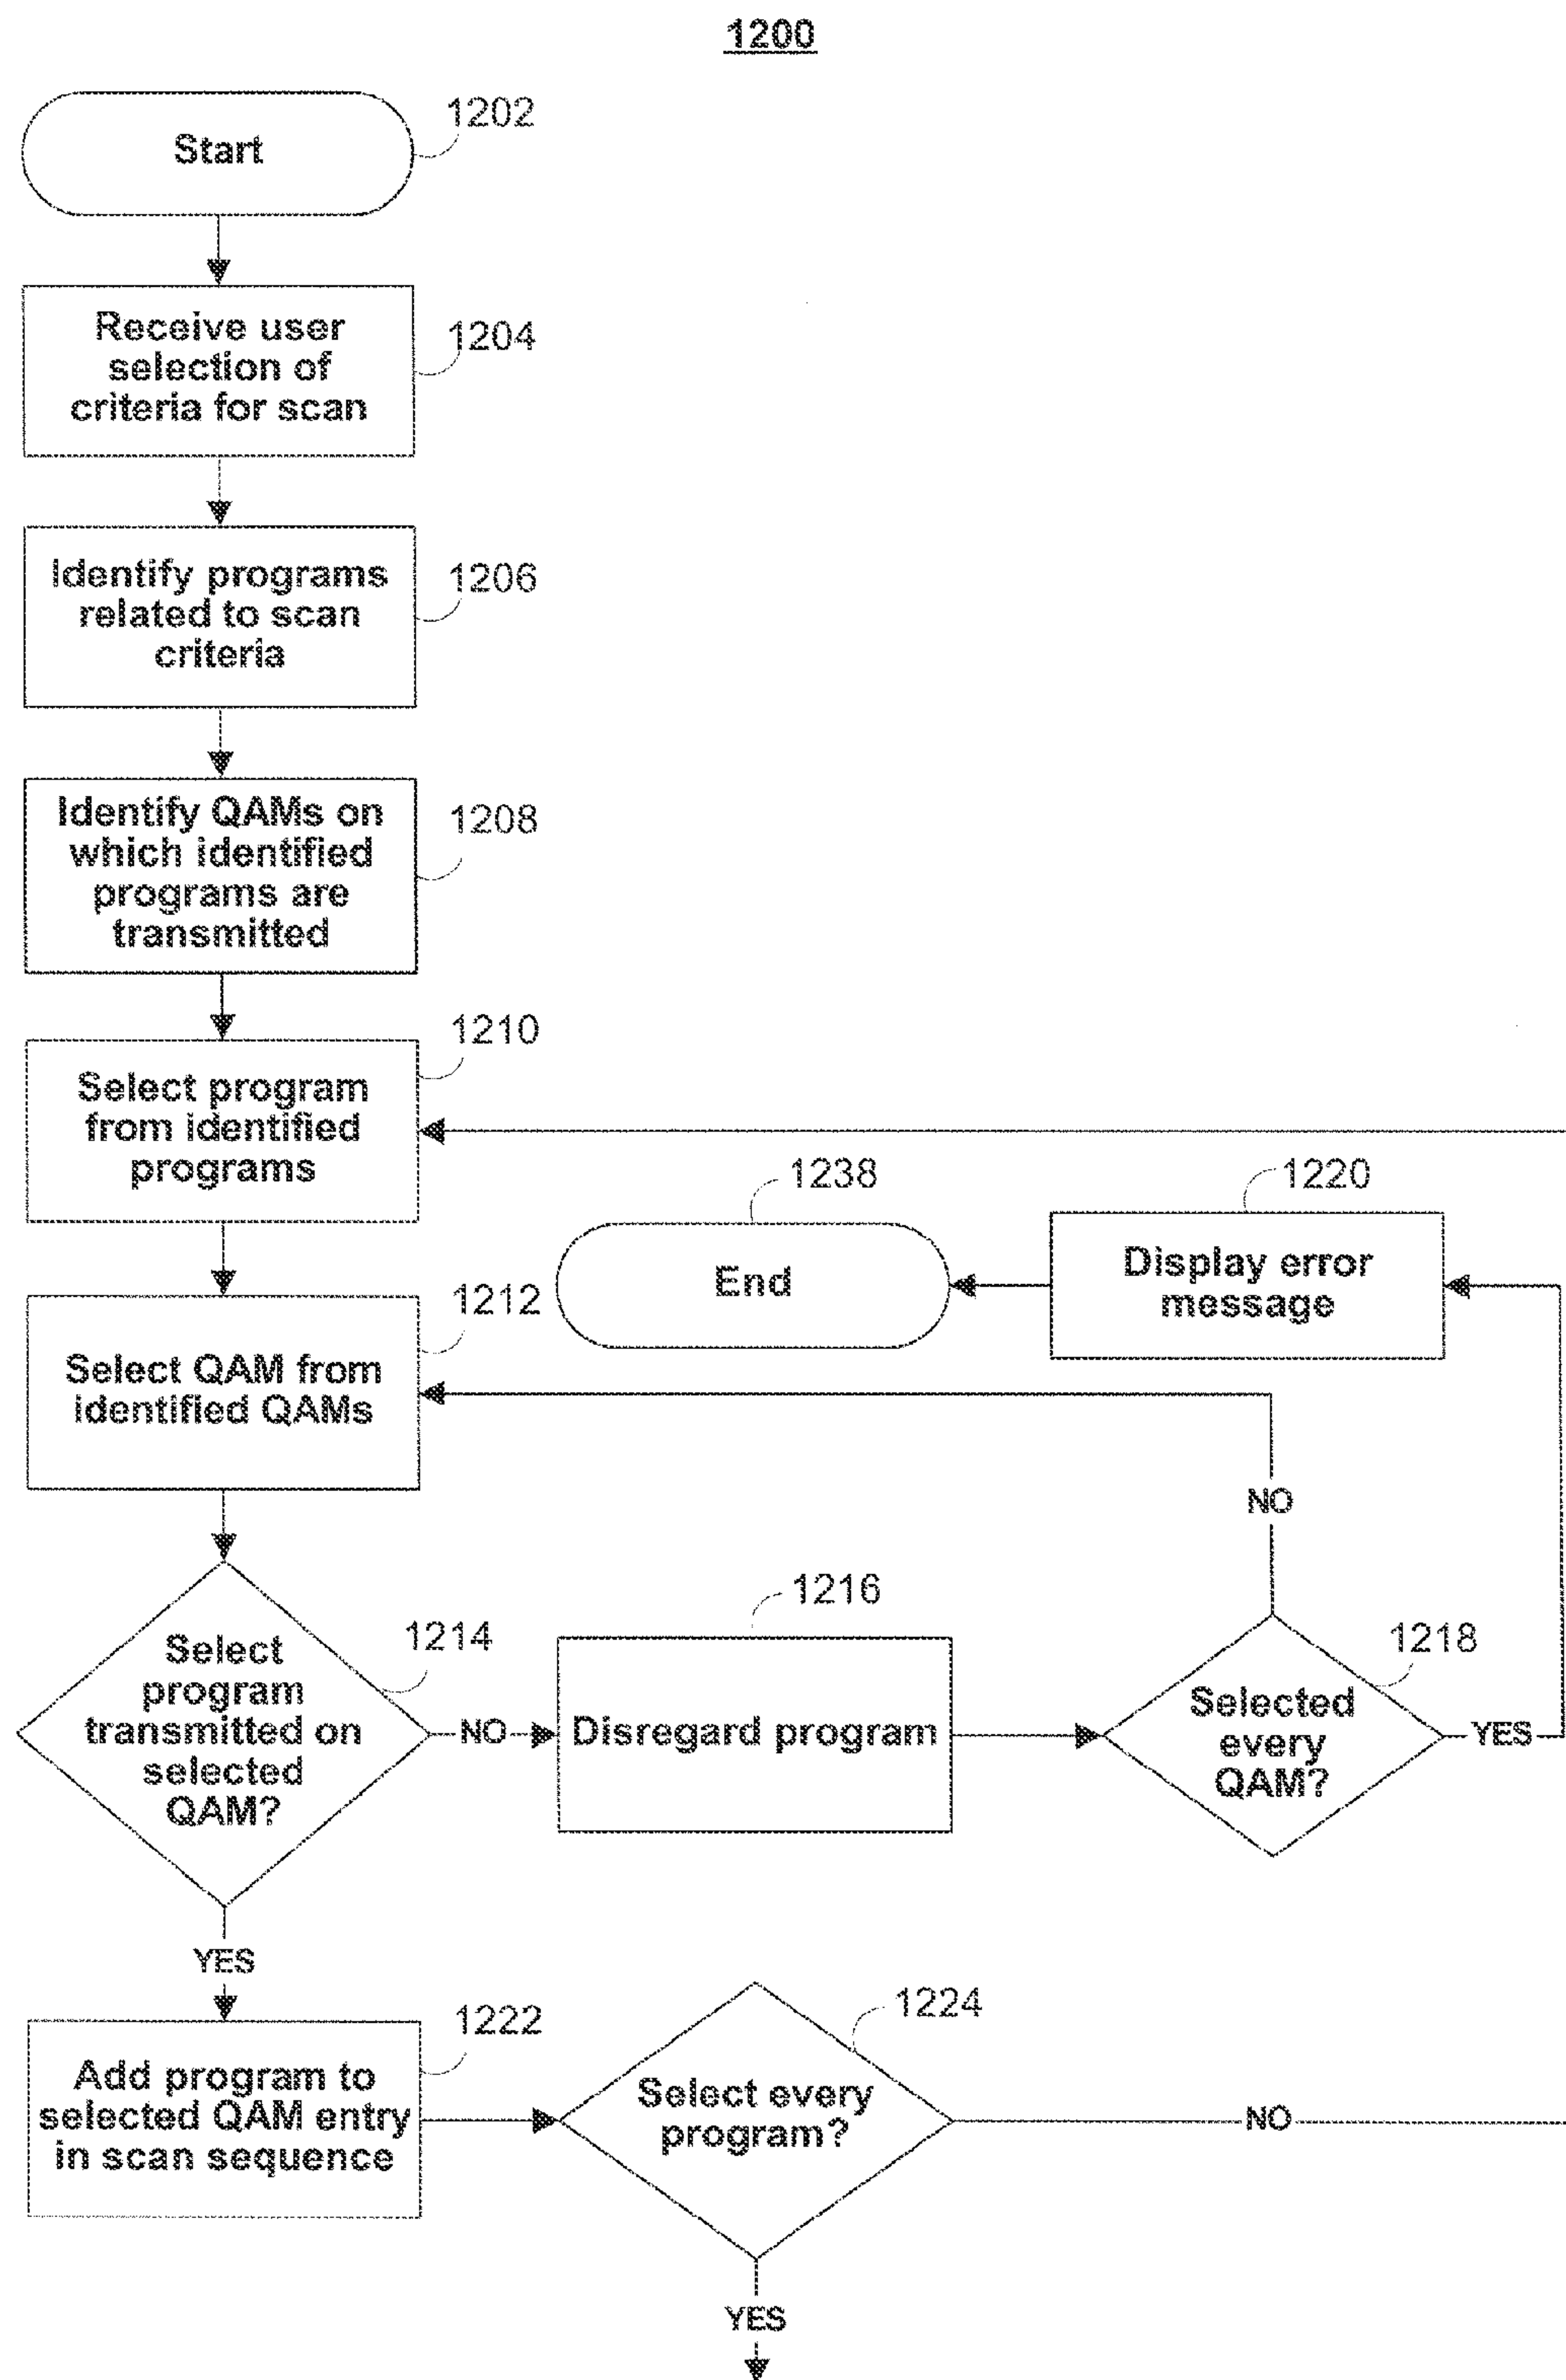 1200
Start
1202
Receive user
selection of
criteria for scan
1204
Identify programs
related to scan
criteria
1206
Identify QAMs on
which identified
programs are
transmitted
1208
Select program
from identified
programs
1210
1238
End
1220
Display error
message
Select QAM from
identified QAMs
1212
NO
Select
program
transmitted on
selected
QAM?
1214
NO
1216
Disregard program
1218
Selected
every
QAM?
YES
YES
Add program to
selected QAM entry
in scan sequence
1222
1224
Select every
program?
NO
YES